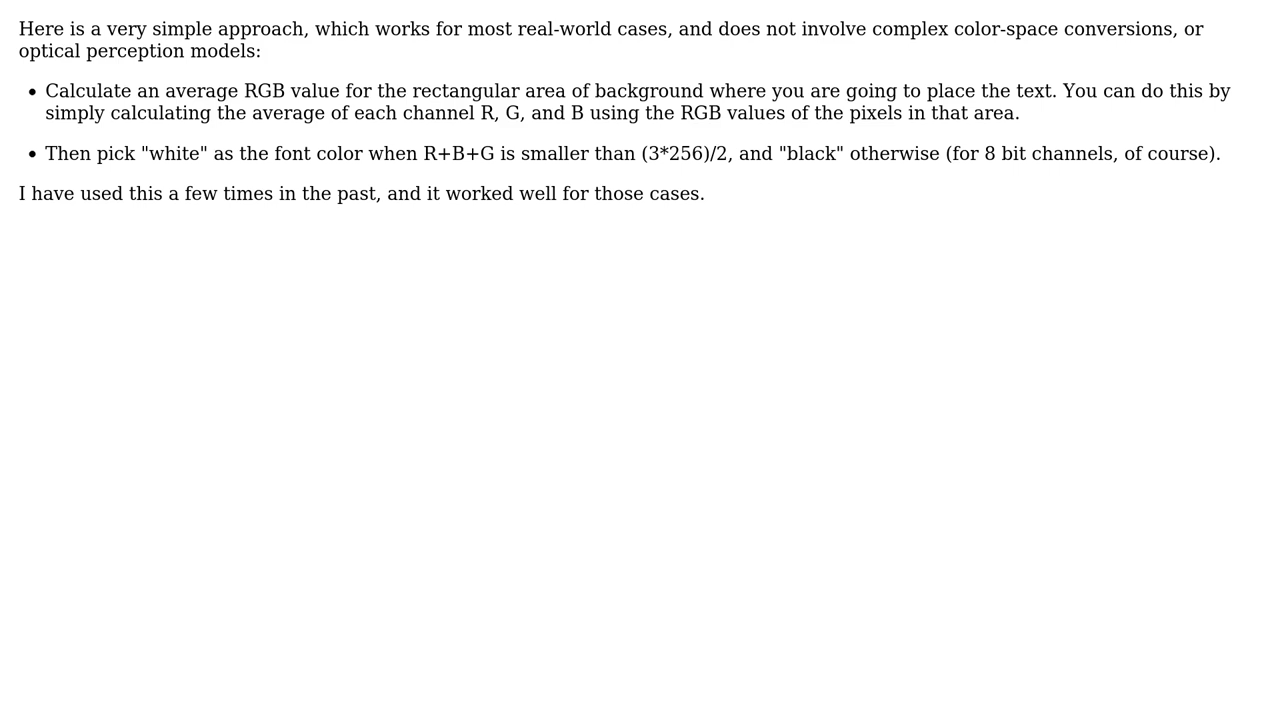 Here is a very simple approach, which works for most real-world cases, and does not involve complex color-space conversions, or
optical perception models:
• Calculate an average RGB value for the rectangular area of background where you are going to place the text. You can do this by
simply calculating the average of each channel R, G, and B using the RGB values of the pixels in that area.
• Then pick "white" as the font color when R+B+G is smaller than (3*256)/2, and "black" otherwise (for 8 bit channels, of course).
I have used this a few times in the past, and it worked well for those cases.